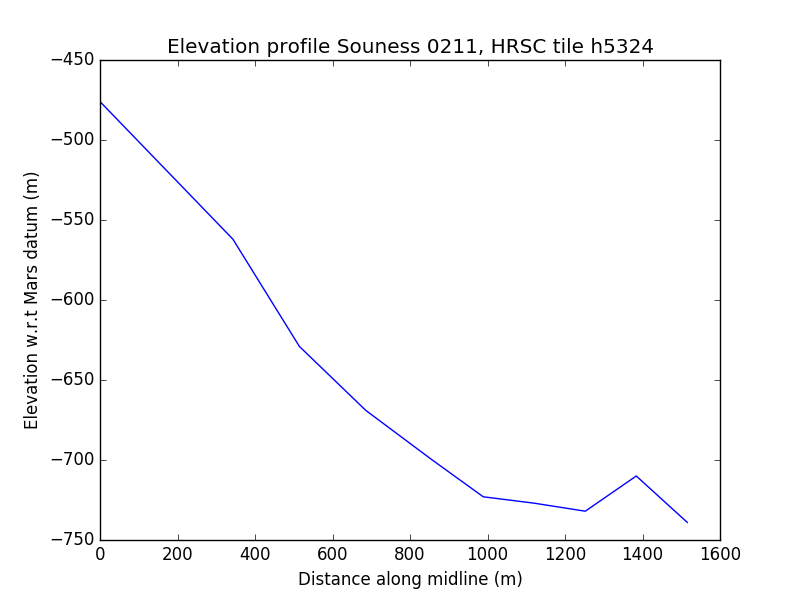 Elevation profile Souness 0211, HRSC tile h5324
−450
−500
−550
−600
−650
−700
−750
Elevation w.r.t Mars datum (m)
0 200 400 600 800 1000 1200 1400 1600
Distance along midline (m)